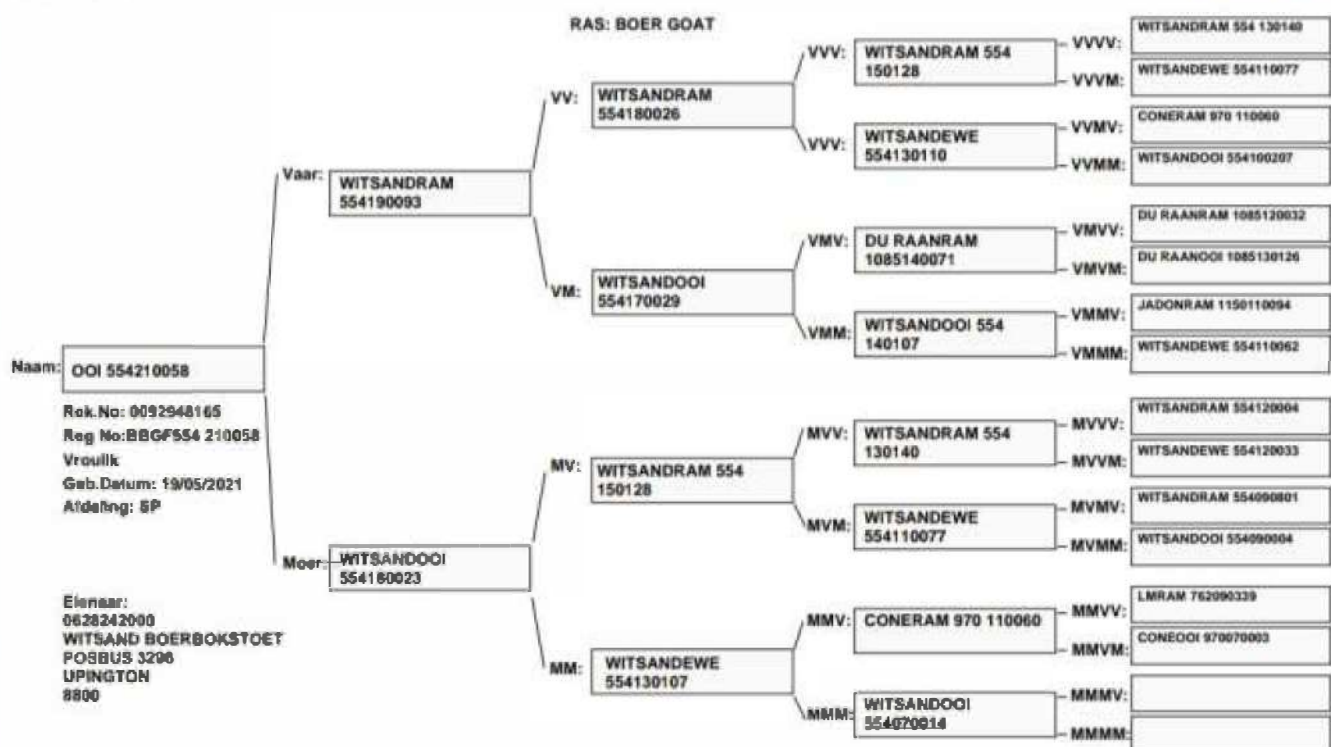 RAS: BOER GOAT
Naam:
OOI 554210058
Rek.No: 0092948165
Reg No:BBGF554 210058
Vroulik
Geb.Datum: 19/05/2021
Afdeling: SP
Eienaar:
0628242000
WITSAND BOERBOKSTOET
POSBUS 3296
UPINGTON
8800
Vaar:
WITSANDRAM
554190093
Moer:
WITSANDOOI
554160023
VV:
WITSANDRAM
554180026
VM:
WITSANDOOI
554170029
MV:
WITSANDRAM 554
150128
MM:
WITSANDEWE
554130107
VVV:
WITSANDRAM 554
150128
VVV:
WITSANDEWE
554130110
VMV:
DU RAANRAM
1085140071
VMM:
WITSANDOOI 554
140107
MVV:
WITSANDRAM 554
130140
MVM:
WITSANDEWE
554110077
MMV:
CONERAM 970 110060
MMM:
WITSANDOOI
554070014
VVVV:
WITSANDRAM 554 130140
VVVM:
WITSANDEWE 554110077
VVMV:
CONERAM 970 110060
VVMM:
WITSANDOOI 554100207
VMVV:
DU RAANRAM 1085120032
VMVM:
DU RAANOOI 1085130126
VMMV:
JADONRAM 1150110094
VMMM:
WITSANDEWE 554110062
MVVV:
WITSANDRAM 554120004
MVVM:
WITSANDEWE 554120033
MVMV:
WITSANDRAM 554090801
MVMM:
WITSANDOOI 554090004
MMVV:
LMRAM 762090339
MMVM:
CONEOOI 970070003
MMMV:
MMMM: